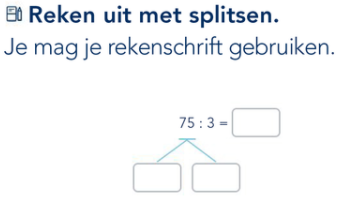 Reken uit met splitsen.
Je mag je rekenschrift gebruiken.
75 : 3 =